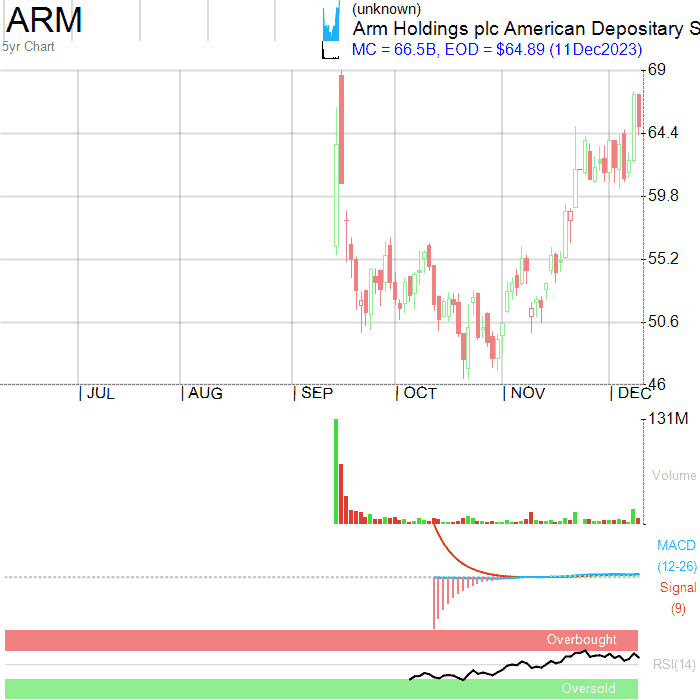 ARM
(unknown)
Arm Holdings plc American Depositary S
5yr Chart
MC = 66.5B, EOD = $64.89 (11Dec2023)
69
64.4
59.8
55.2
50.6
46
JUL
AUG
SEP
OCT
NOV
DEC
131M
Volume
MACD
(12-26)
Signal
(9)
Overbought
RSI(14)
Oversold